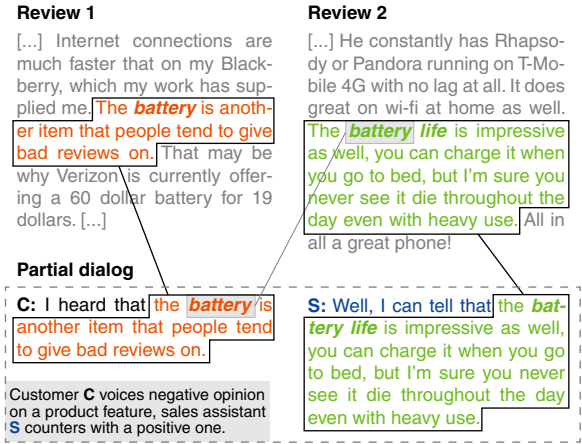 Review 1
[...] Internet connections are
much faster that on my Black-
berry, which my work has sup-
plied me. The battery is anoth-
er item that people tend to give
bad reviews on. That may be
why Verizon is currently offer-
ing a 60 dollar battery for 19
dollars. [...]
Review 2
[...] He constantly has Rhapso-
dy or Pandora running on T-Mo-
bile 4G with no lag at all. It does
great on wi-fi at home as well.
The battery life is impressive
as well, you can charge it when
you go to bed, but I'm sure you
never see it die throughout the
day even with heavy use. All in
all a great phone!
Partial dialog
C: I heard that the battery is
another item that people tend
to give bad reviews on.
S: Well, I can tell that the bat-
tery life is impressive as well,
you can charge it when you go
to bed, but I'm sure you never
see it die throughout the day
even with heavy use.
Customer C voices negative opinion
on a product feature, sales assistant
S counters with a positive one.